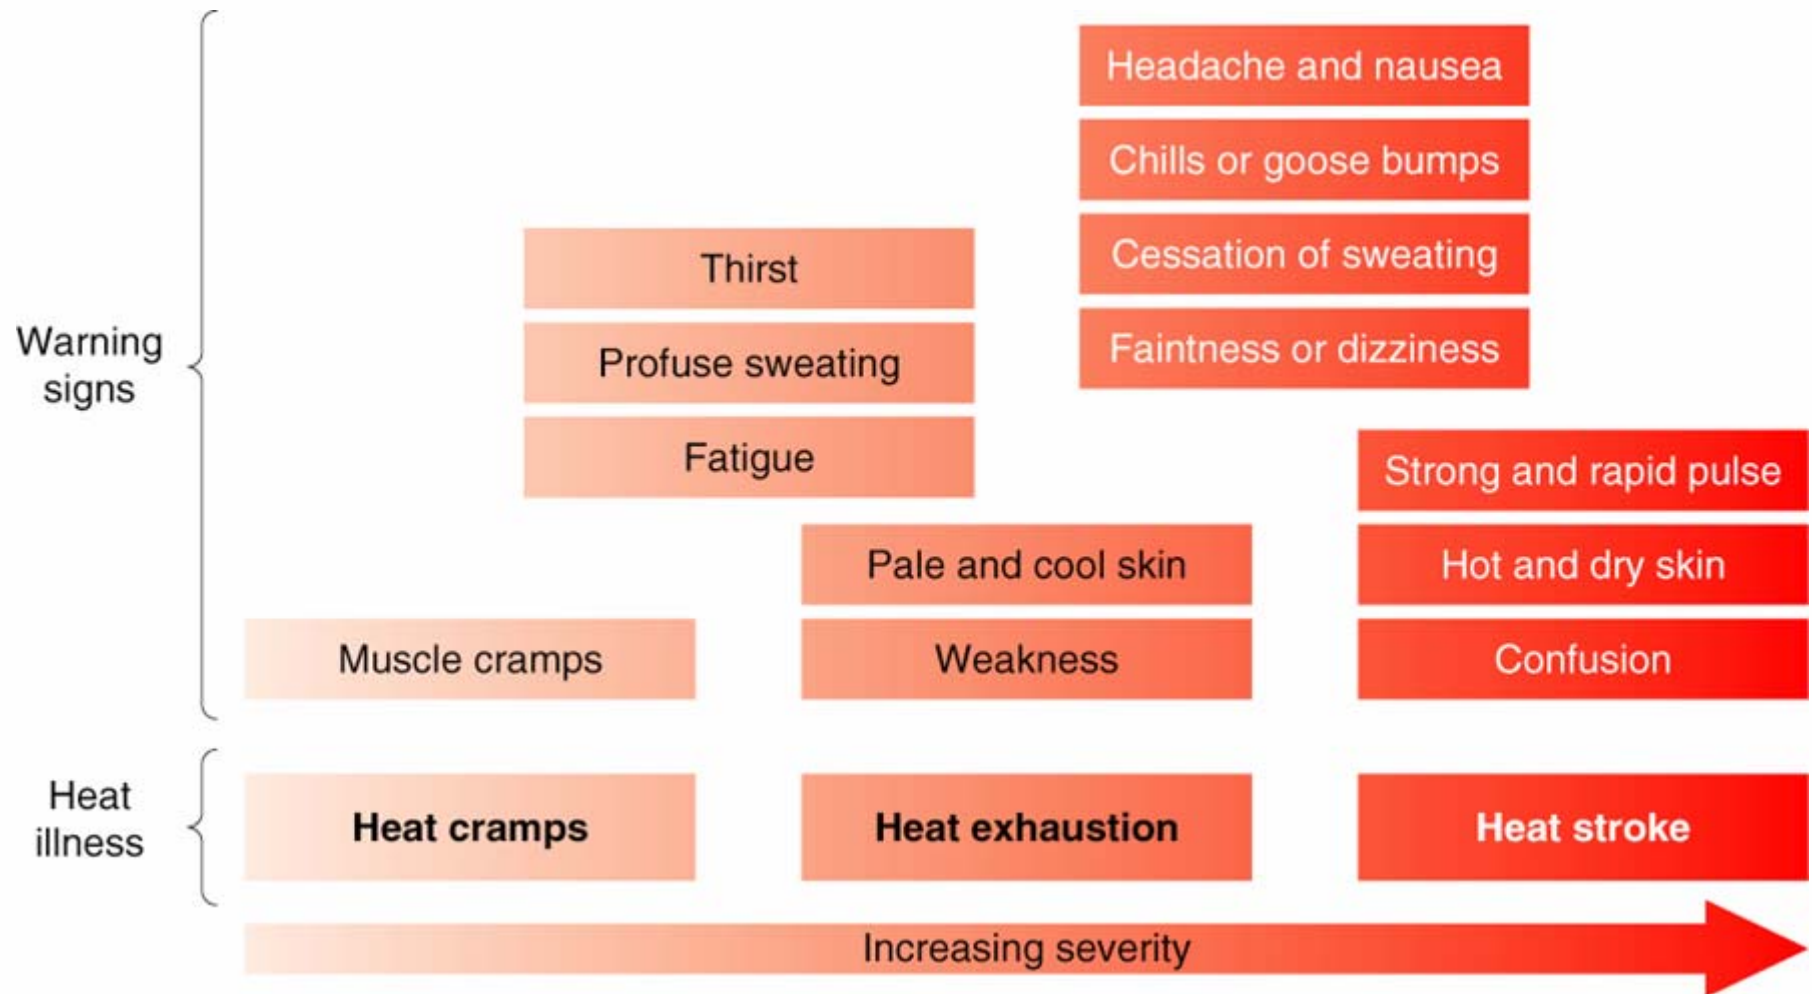 Headache and nausea
Chills or goose bumps
Cessation of sweating
Faintness or dizziness
Thirst
Profuse sweating
Fatigue
Warning
signs
Strong and rapid pulse
Hot and dry skin
Confusion
Pale and cool skin
Weakness
Muscle cramps
Heat
illness
Heat cramps
Heat exhaustion
Heat stroke
Increasing severity